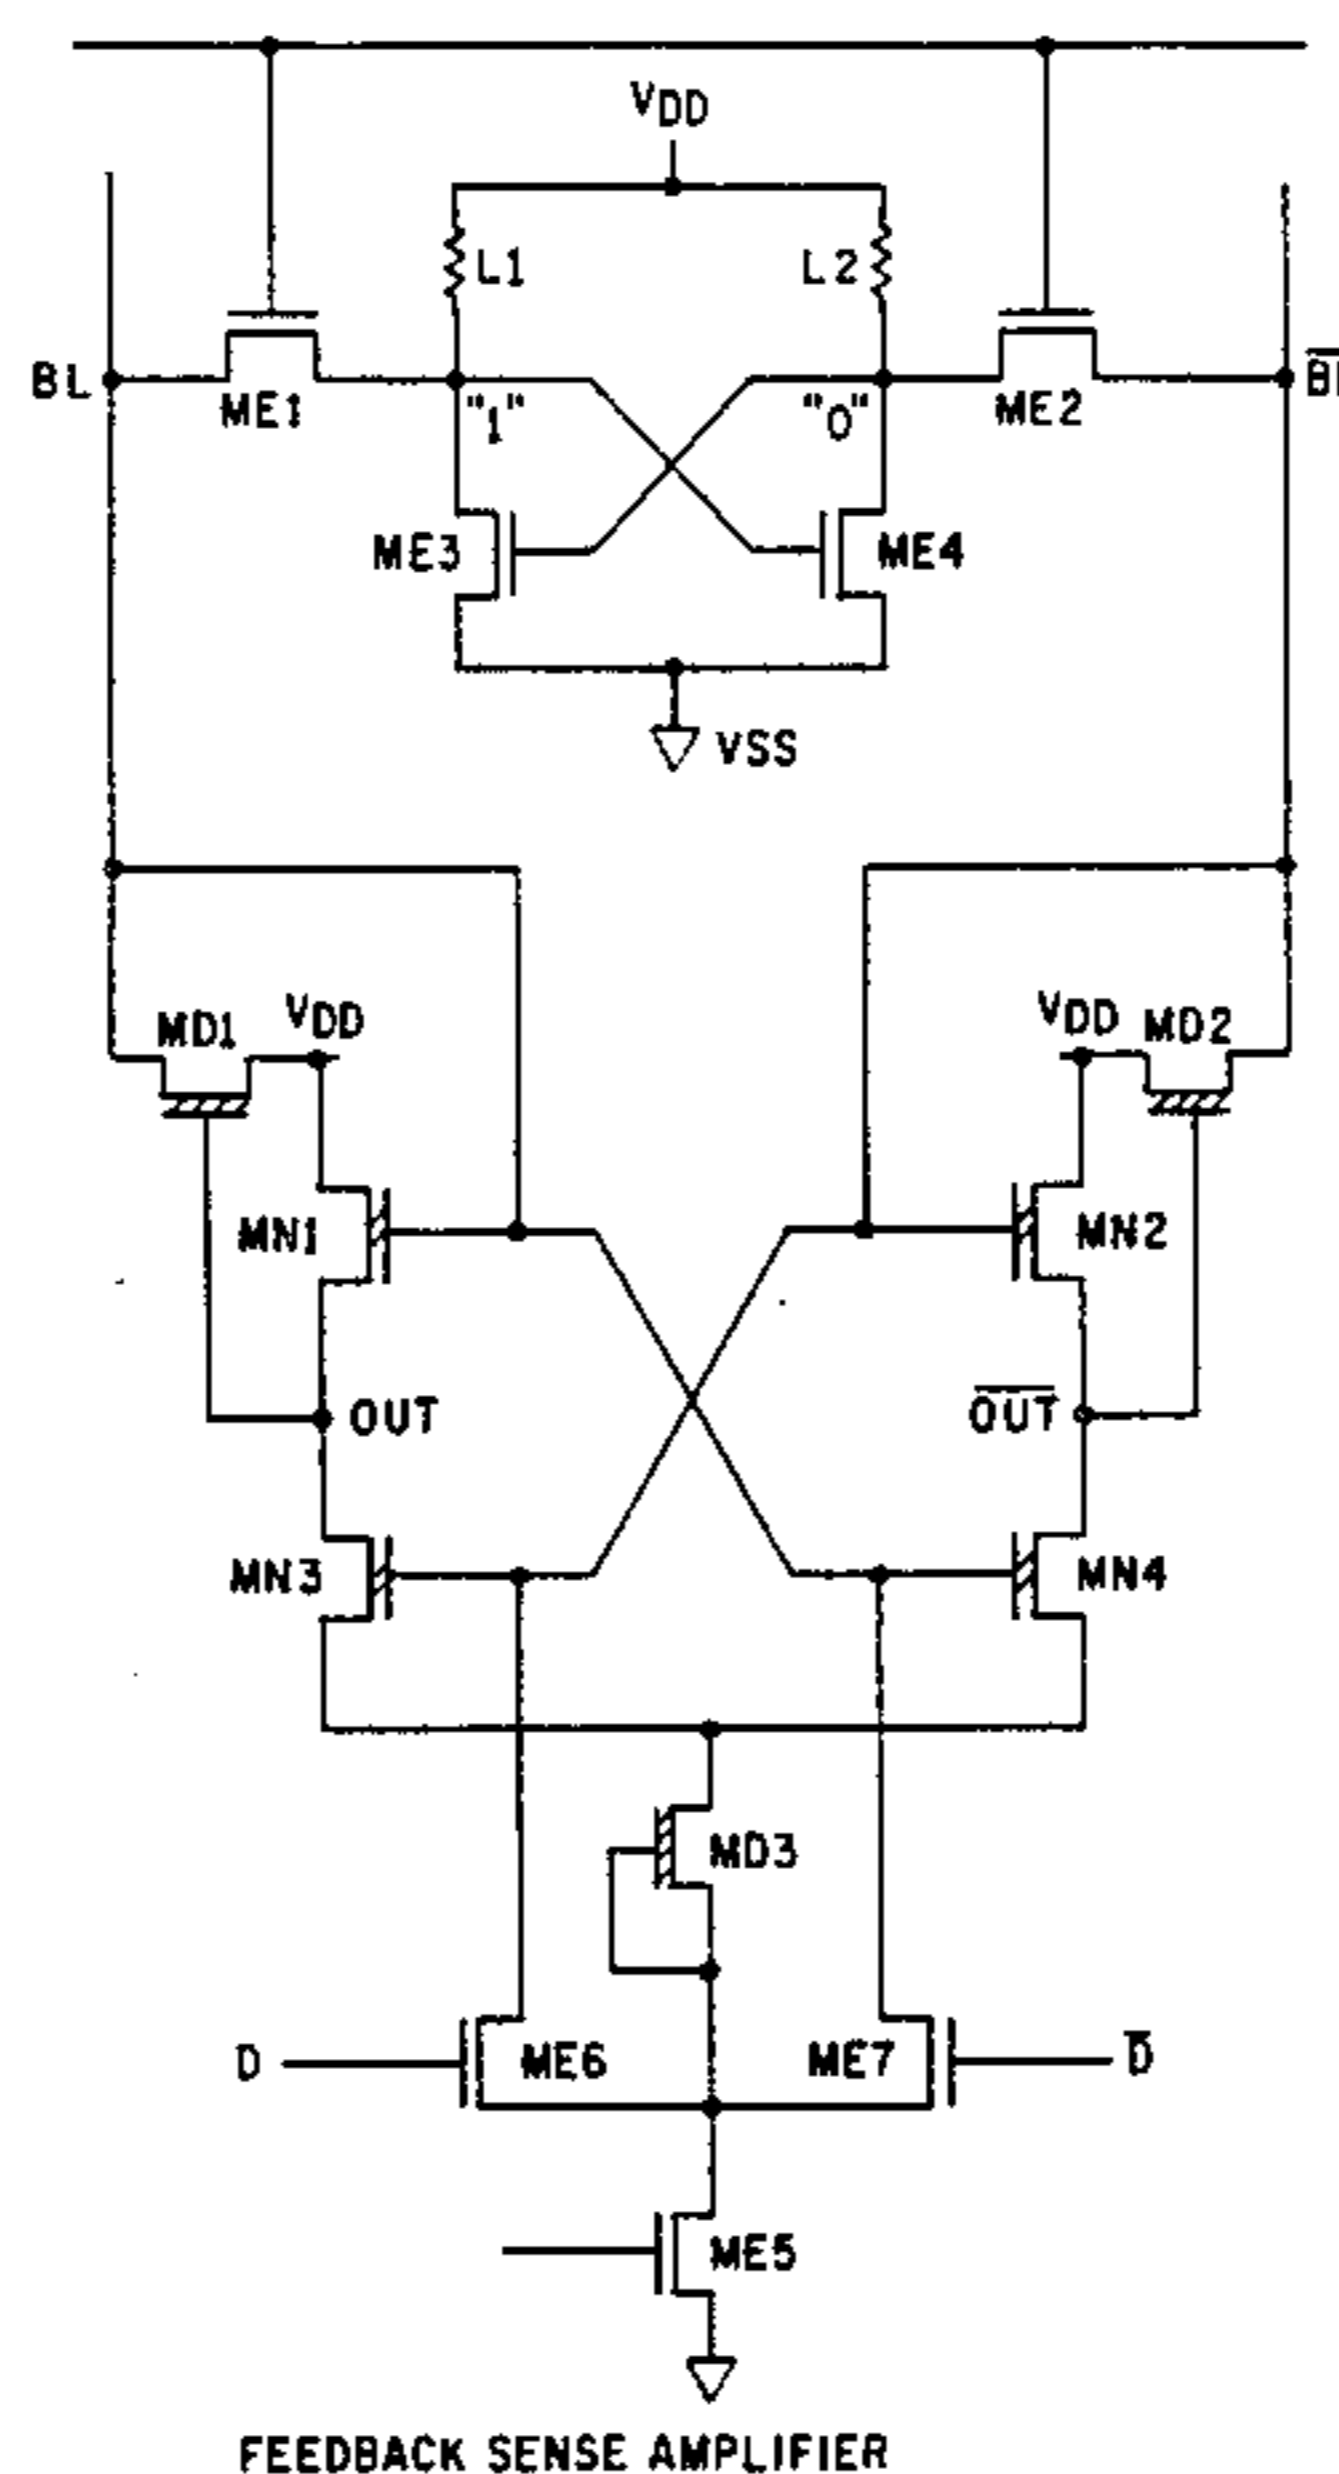 VDD
L1 L2
BL
ME1 "1" "0" ME2
ME3 ME4
VSS
MD1 VDD VDD MD2
MN1 MN2
OUT O̅U̅T̅
MN3 MN4
MD3
D ME6 ME7 D̅
ME5
FEEDBACK SENSE AMPLIFIER